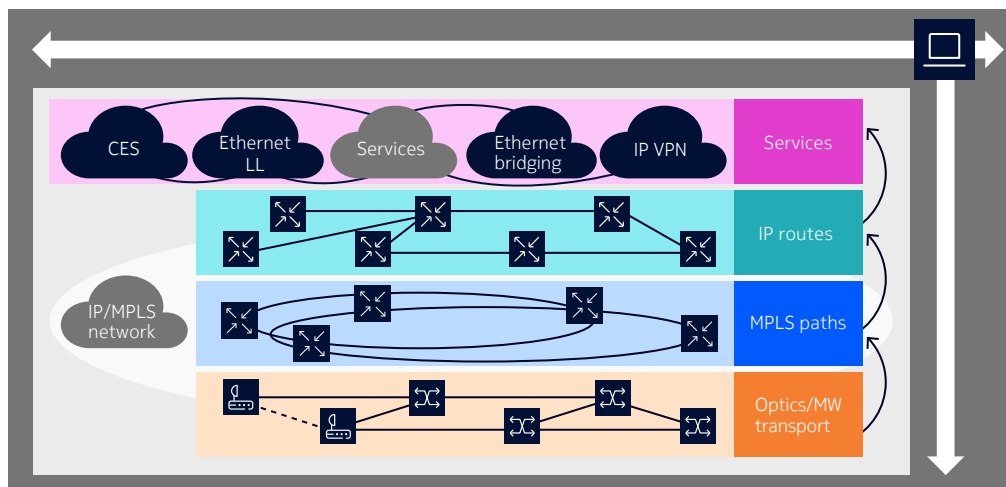 CES
Ethernet
LL
Services
Ethernet
bridging
IP VPN
Services
IP routes
IP/MPLS
network
MPLS paths
Optics/MW
transport